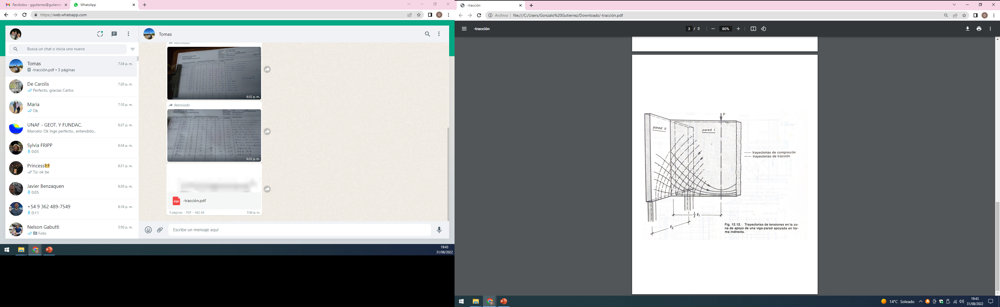 Recibidos - ggutierrez@gutierre
WhatsApp
https://web.whatsapp.com
G
Busca un chat o inicia uno nuevo
Tomas
7:34 p. m.
-tracción.pdf • 3 páginas
De Carolis
7:20 p. m.
Perfecto, gracias Carlos
Maria
7:10 p. m.
Ok
UNAF - GEOT. Y FUNDAC.
6:37 p. m.
Marcelo: Ok Inge perfecto.. entendido..
Sylvia FRIPP
6:34 p. m.
0:05
Princess👑
6:31 p. m.
Tú: ok be
Javier Benzaquen
6:30 p. m.
0:05
+54 9 362 489-7549
6:18 p. m.
0:11
Nelson Gabutti
5:50 p. m.
Foto
Tomas
Reenviado
6:32 p. m.
Reenviado
6:32 p. m.
PDF
-tracción.pdf
3 páginas · PDF · 462 kB
7:34 p. m.
Escribe un mensaje aquí
19:43
31/08/2022
-tracción
Archivo
file:///C:/Users/Gonzalo%20Gutierrez/Downloads/-tracción.pdf
G
-tracción
3 / 3
80%
P
pared II
pared I
------ trayectorias de compresión
— — trayectorias de tracción
½ ℓ1
ℓ2
Fig. 12.12.- Trayectorias de tensiones en la zo-
na de apoyo de una viga-pared apoyada en for-
ma indirecta.
14°C Soleado
19:43
31/08/2022